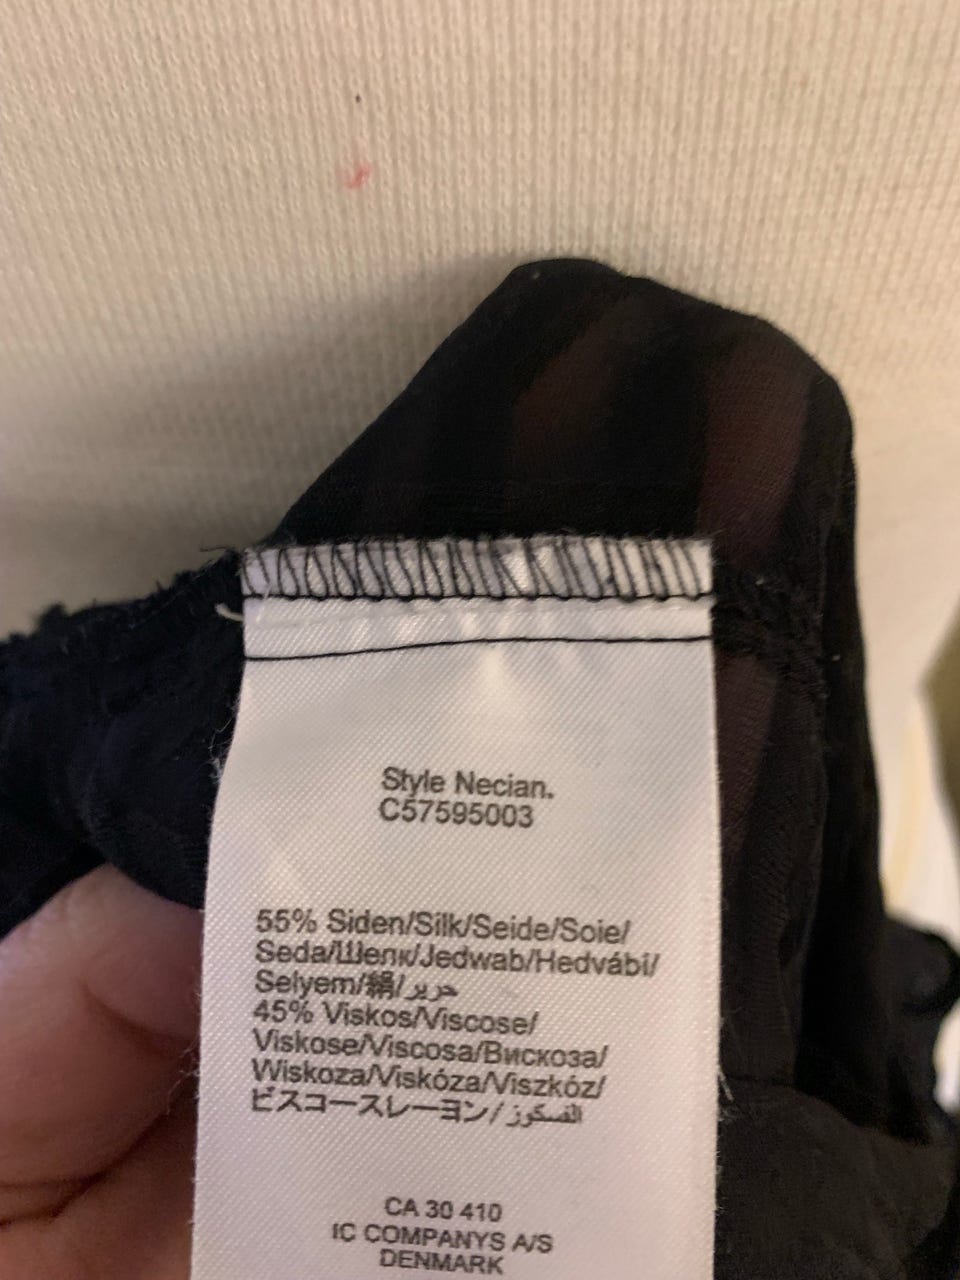 Style Necian.
C57595003
55% Siden/Silk/Seide/Soie/
Seda/Шелк/Jedwab/Hedvábí/
Selyem/絹/حرير
45% Viskos/Viscose/
Viskose/Viscosa/Вискоза/
Wiskoza/Viskóza/Viszkóz/
ビスコースレーヨン/الفسكوز
CA 30 410
IC COMPANYS A/S
DENMARK